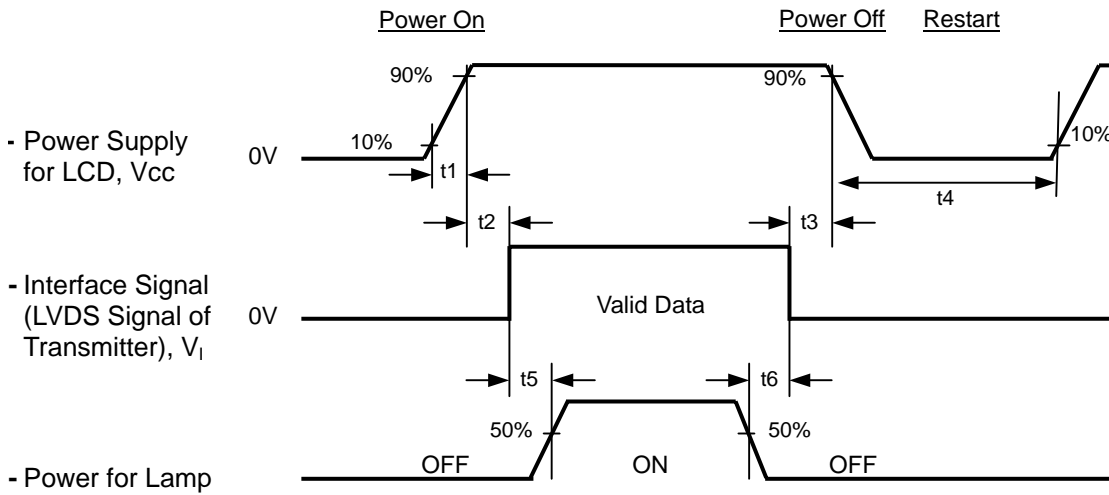 Power On
Power Off
Restart
90%
90%
- Power Supply
for LCD, Vcc
10%
0V
10%
t1
t4
t2
t3
- Interface Signal
(LVDS Signal of
Transmitter), VI
0V
Valid Data
t5
t6
50%
50%
- Power for Lamp
OFF
ON
OFF